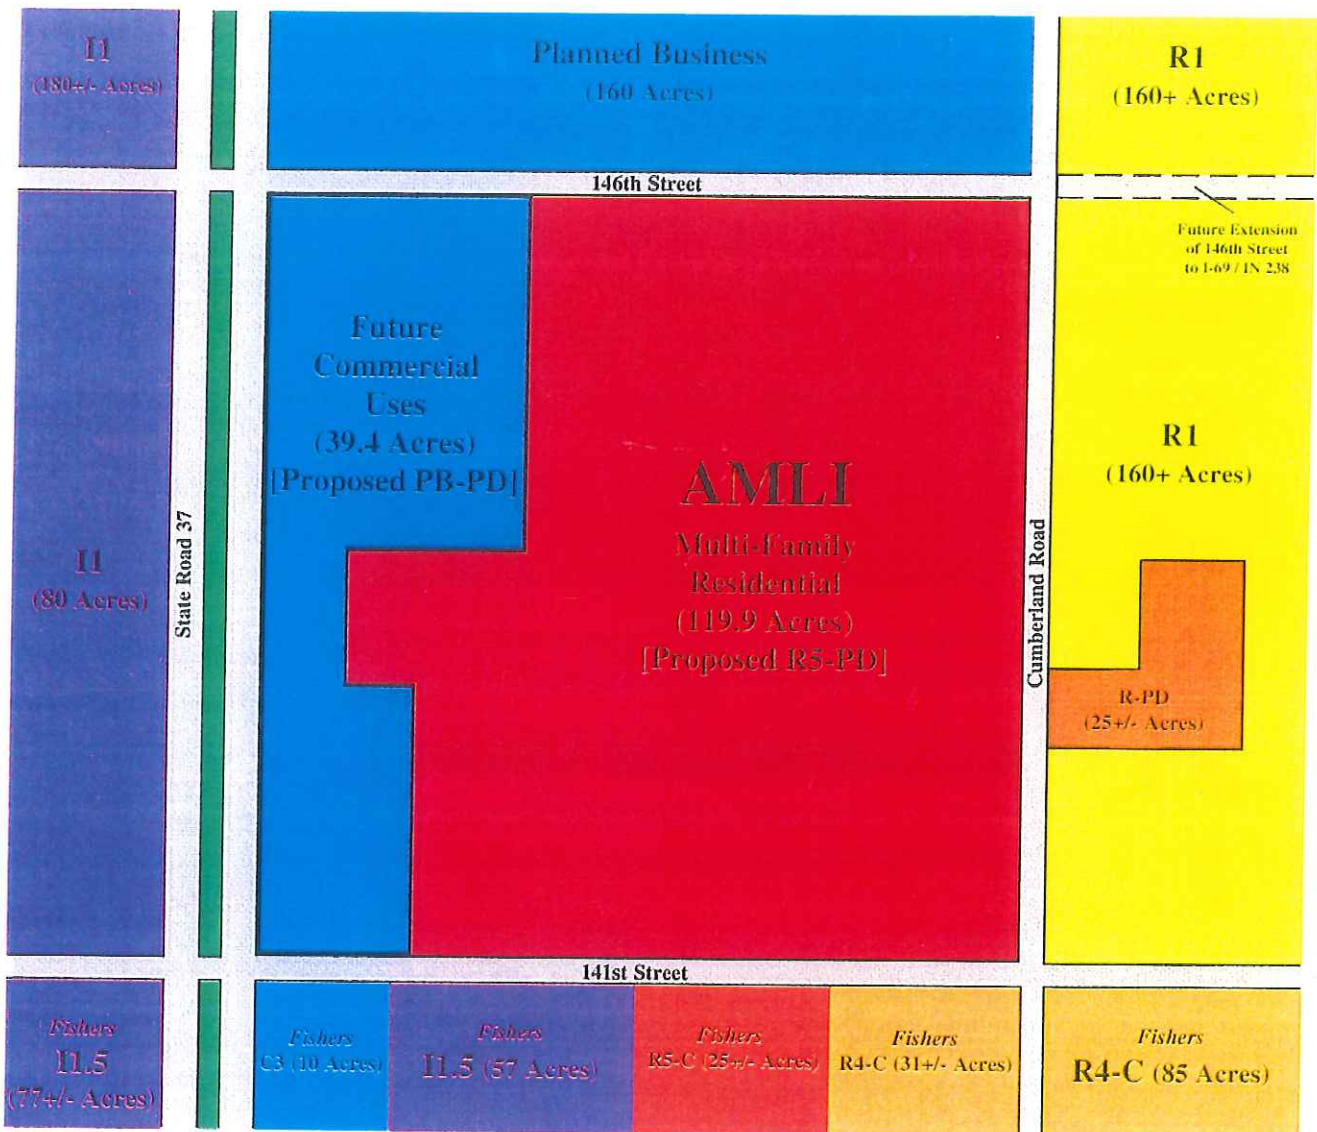 I1
(180+/- Acres)
Planned Business
(160 Acres)
R1
(160+ Acres)
146th Street
Future Extension
of 146th Street
to I-69 / IN 238
Future
Commercial
Uses
(39.4 Acres)
[Proposed PB-PD]
AMLI
Multi-Family
Residential
(119.9 Acres)
[Proposed R5-PD]
R1
(160+ Acres)
I1
(80 Acres)
State Road 37
Cumberland Road
R-PD
(25+/- Acres)
141st Street
Fishers
I1.5
(77+/- Acres)
Fishers
C3 (10 Acres)
Fishers
I1.5 (57 Acres)
Fishers
R5-C (25+/- Acres)
Fishers
R4-C (31+/- Acres)
Fishers
R4-C (85 Acres)